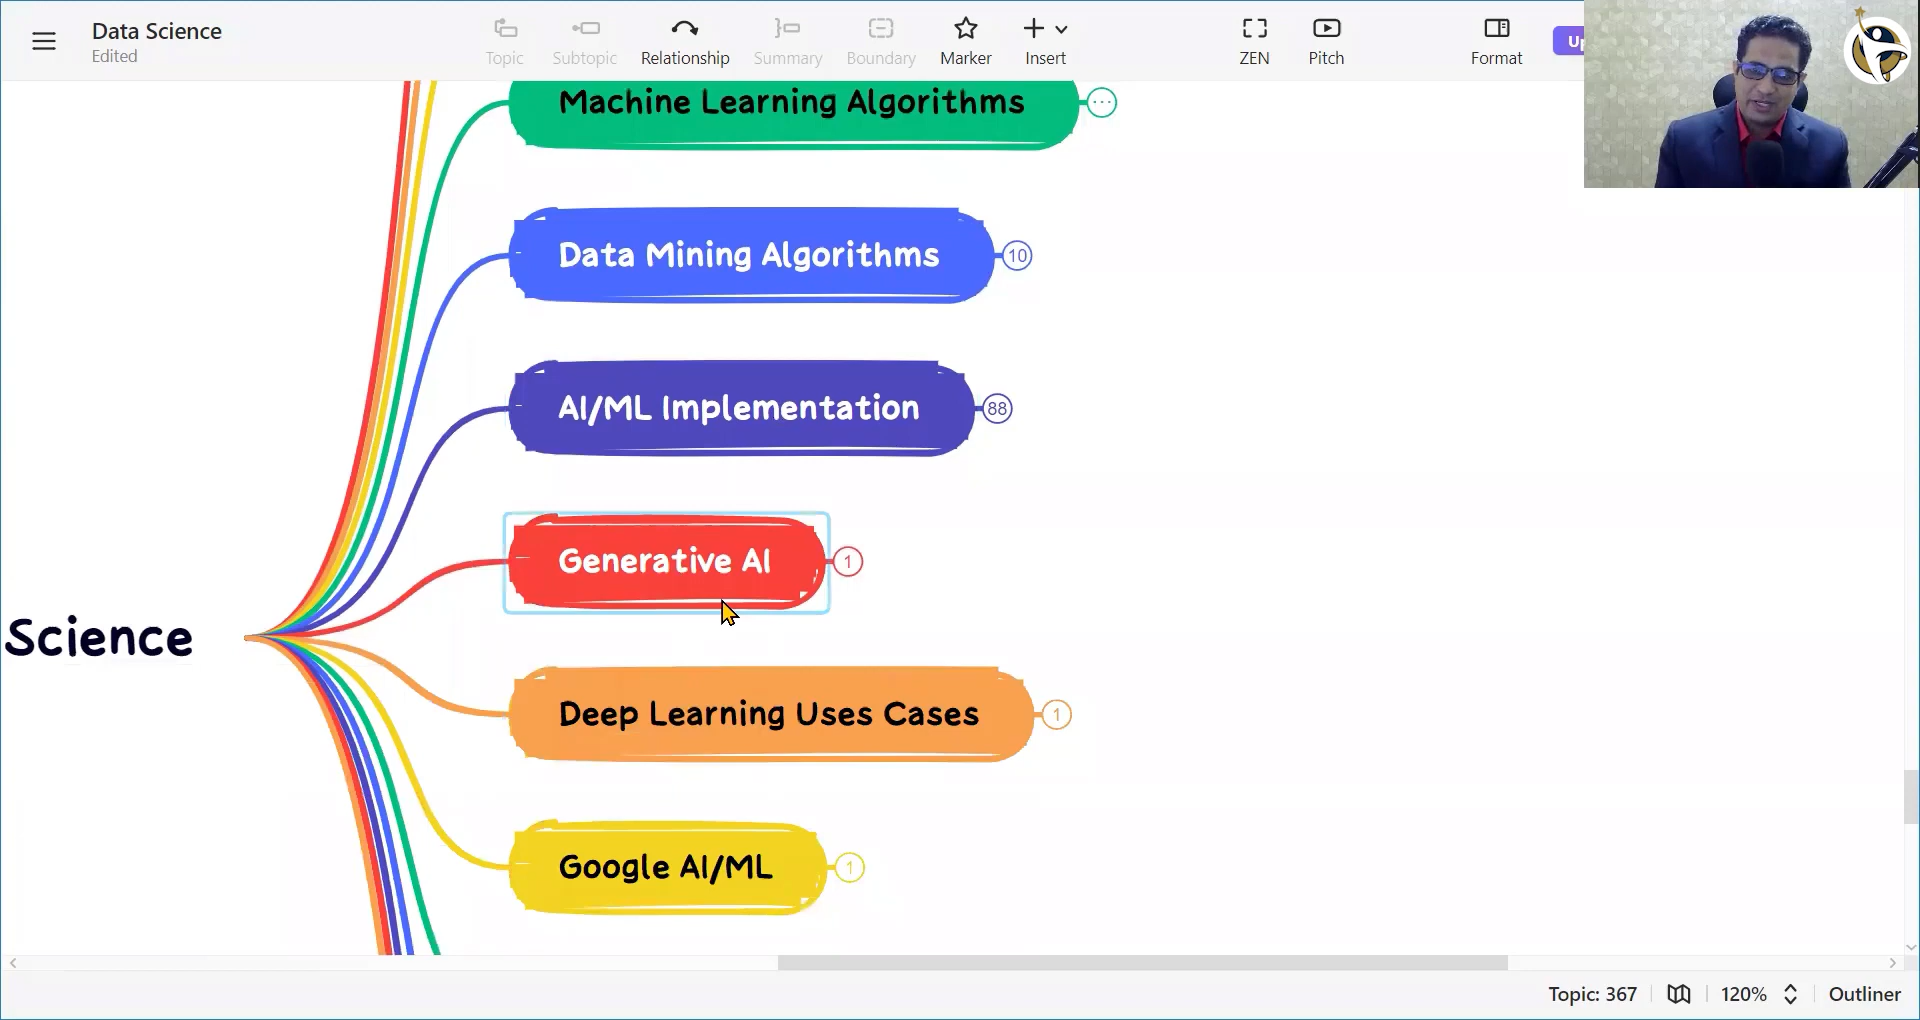 Data Science
Edited
Topic
Subtopic
Relationship
Summary
Boundary
Marker
Insert
ZEN
Pitch
Format
Machine Learning Algorithms
Data Mining Algorithms
10
AI/ML Implementation
88
Generative AI
1
Science
Deep Learning Uses Cases
1
Google AI/ML
1
Topic: 367
120%
Outliner